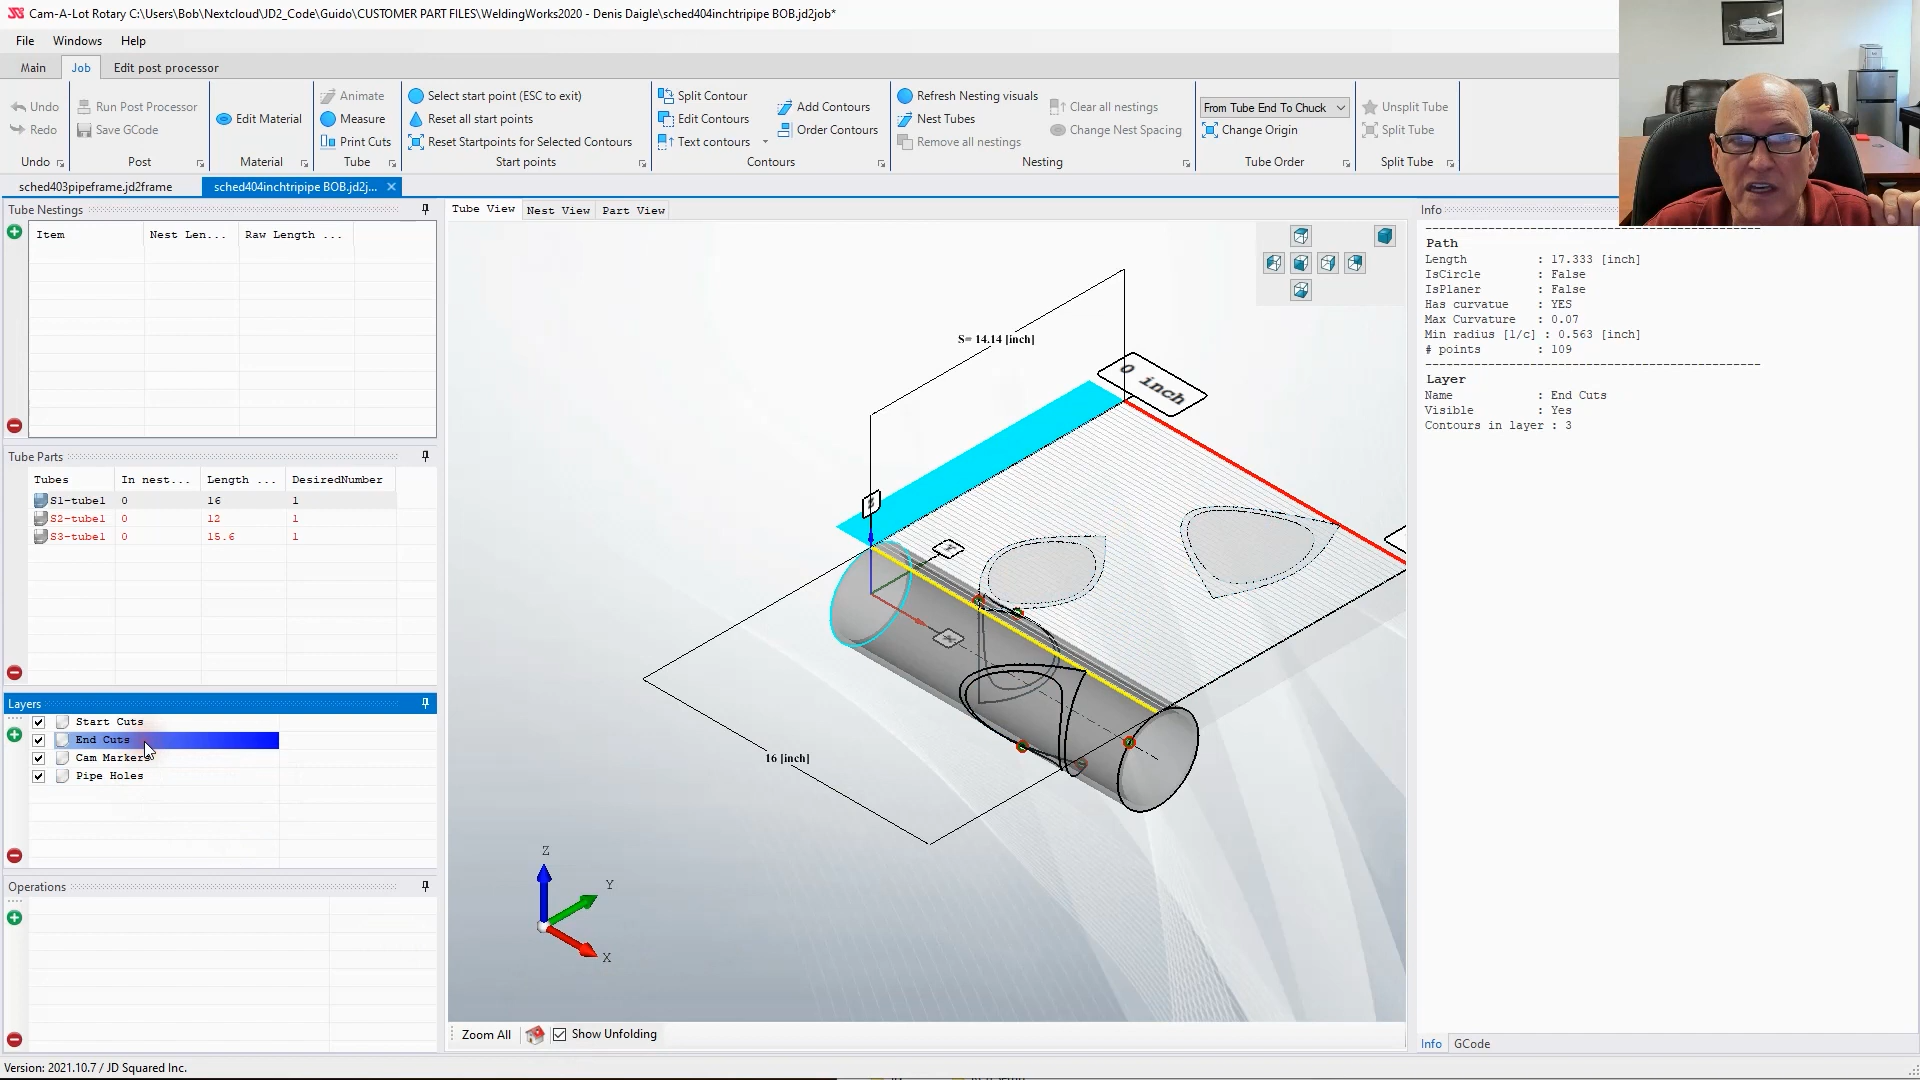 Cam-A-Lot Rotary C:\Users\Bob\Nextcloud\JD2_Code\Guido\CUSTOMER PART FILES\WeldingWorks2020 - Denis Daigle\sched404inchtripipe BOB.jd2job*
File Windows Help
Main Job Edit post processor
Undo Run Post Processor Edit Material Animate Select start point (ESC to exit) Split Contour Add Contours Refresh Nesting visuals Clear all nestings From Tube End To Chuck Unsplit Tube
Redo Save GCode Measure Reset all start points Edit Contours Order Contours Nest Tubes Change Nest Spacing Change Origin Split Tube
Print Cuts Reset Startpoints for Selected Contours Text contours Remove all nestings
Undo Post Material Tube Start points Contours Nesting Tube Order Split Tube
sched403pipeframe.jd2frame sched404inchtripipe BOB.jd2j...
Tube Nestings
Item Nest Len... Raw Length ...
Tube Parts
Tubes In nest... Length ... DesiredNumber
S1-tube1 0 16 1
S2-tube1 0 12 1
S3-tube1 0 15.6 1
Layers
Start Cuts
End Cuts
Cam Markers
Pipe Holes
Operations
Tube View Nest View Part View
S= 14.14 [inch]
0 inch
16 [inch]
Z
Y
X
Zoom All Show Unfolding
Info
Path
Length : 17.333 [inch]
IsCircle : False
IsPlaner : False
Has curvatue : YES
Max Curvature : 0.07
Min radius [1/c] : 0.563 [inch]
# points : 109
Layer
Name : End Cuts
Visible : Yes
Contours in layer : 3
Info GCode
Version: 2021.10.7 / JD Squared Inc.